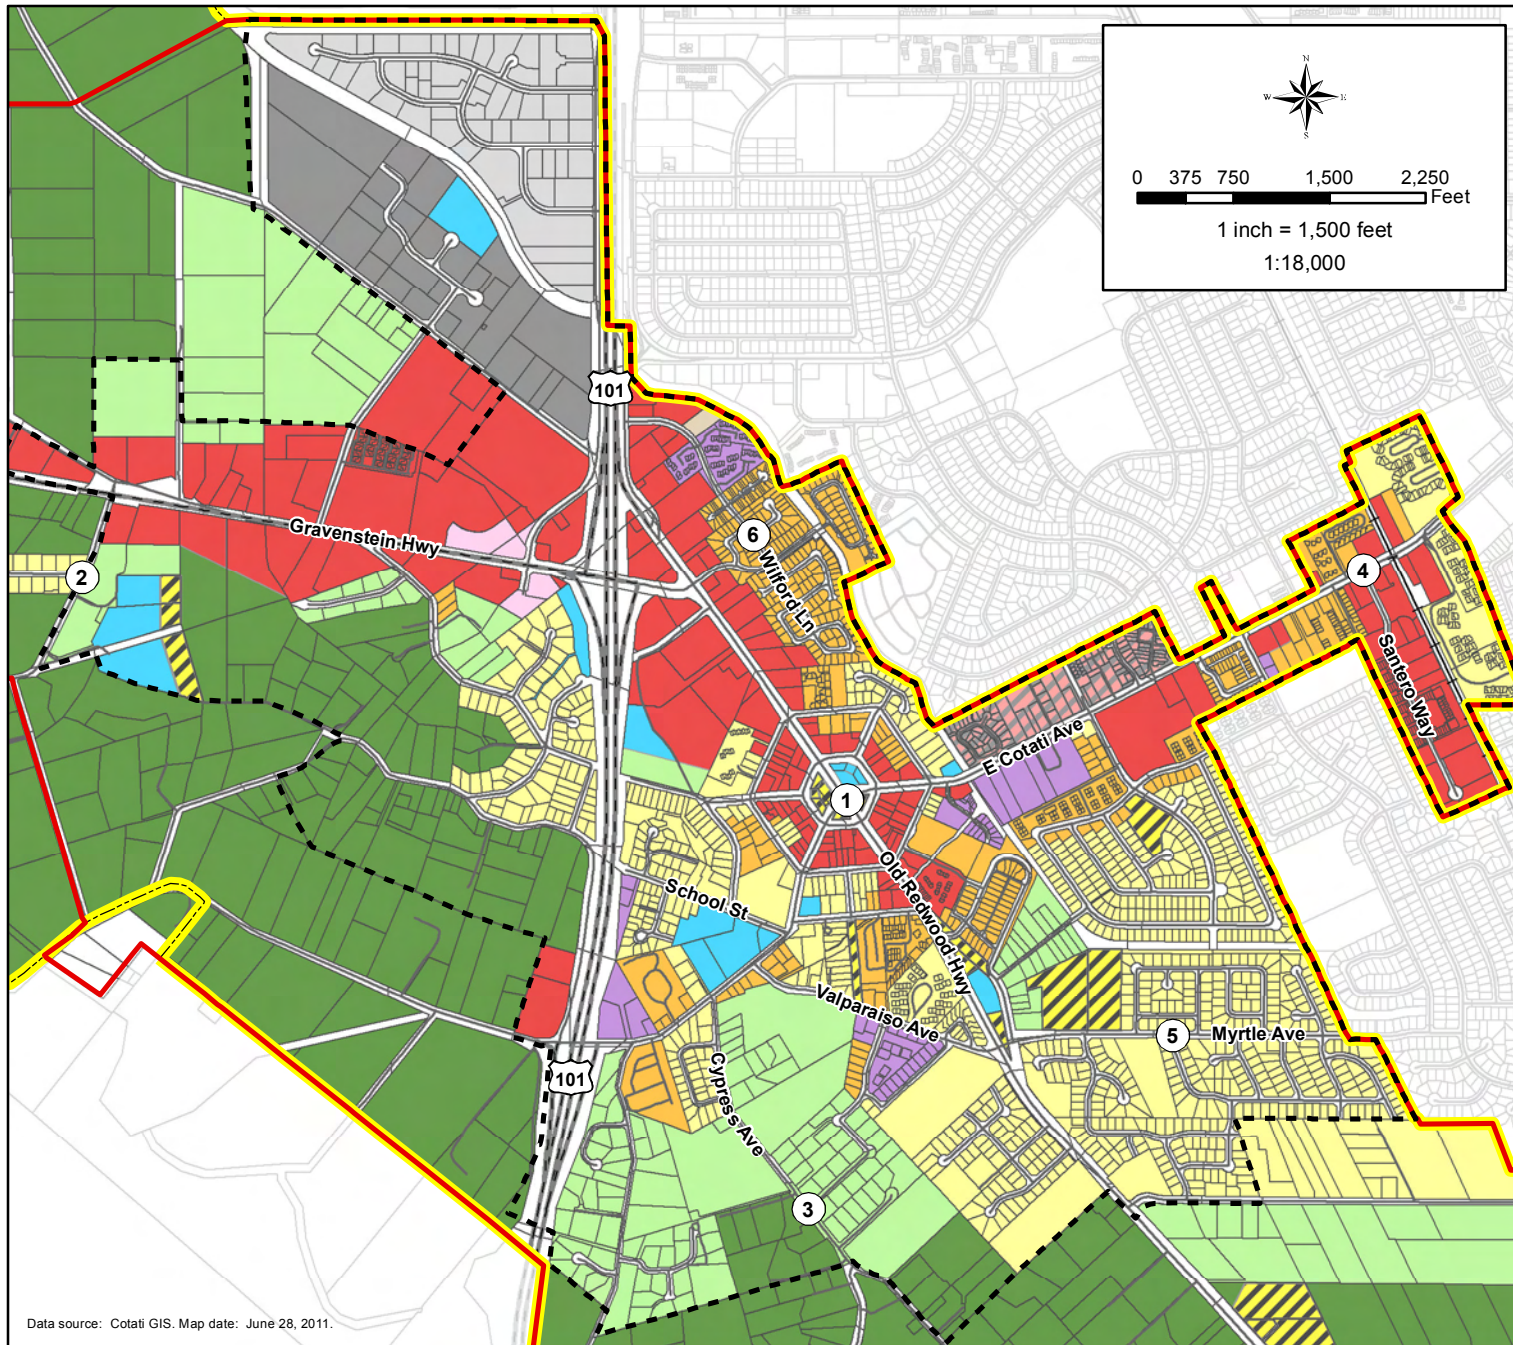 N
W E
S
0 375 750 1,500 2,250
Feet
1 inch = 1,500 feet
1:18,000
101
Gravenstein Hwy
6
Wilford Ln
2
4
Santero Way
E Cotati Ave
1
Old Redwood Hwy
School St
Valparaiso Ave
5
Myrtle Ave
101
Cypress Ave
3
Data source: Cotati GIS. Map date: June 28, 2011.